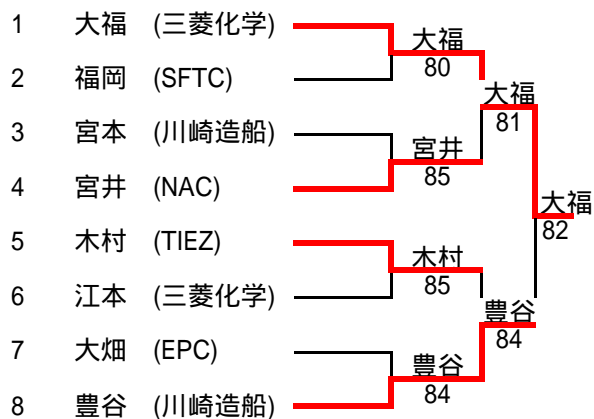 1 大福 (三菱化学)
2 福岡 (SFTC)
3 宮本 (川崎造船)
4 宮井 (NAC)
5 木村 (TIEZ)
6 江本 (三菱化学)
7 大畑 (EPC)
8 豊谷 (川崎造船)
大福
80
宮井
85
木村
85
豊谷
84
大福
81
豊谷
84
大福
82